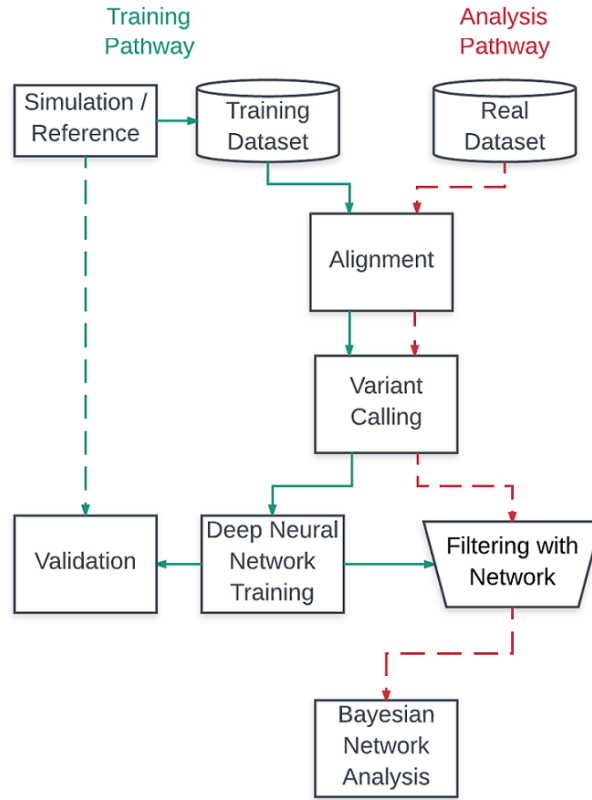 Training
Pathway
Analysis
Pathway
Simulation /
Reference
Training
Dataset
Real
Dataset
Alignment
Variant
Calling
Validation
Deep Neural
Network
Training
Filtering with
Network
Bayesian
Network
Analysis